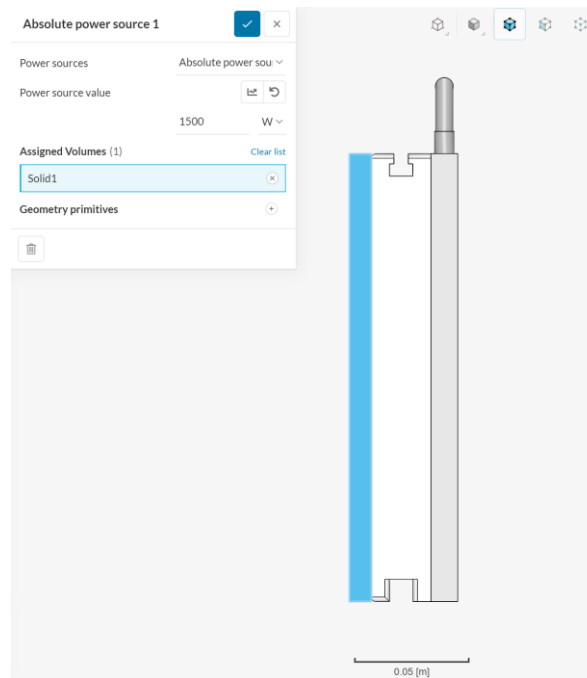 Absolute power source 1
Power sources Absolute power sou
Power source value
1500 W
Assigned Volumes (1) Clear list
Solid1
Geometry primitives
0.05 [m]